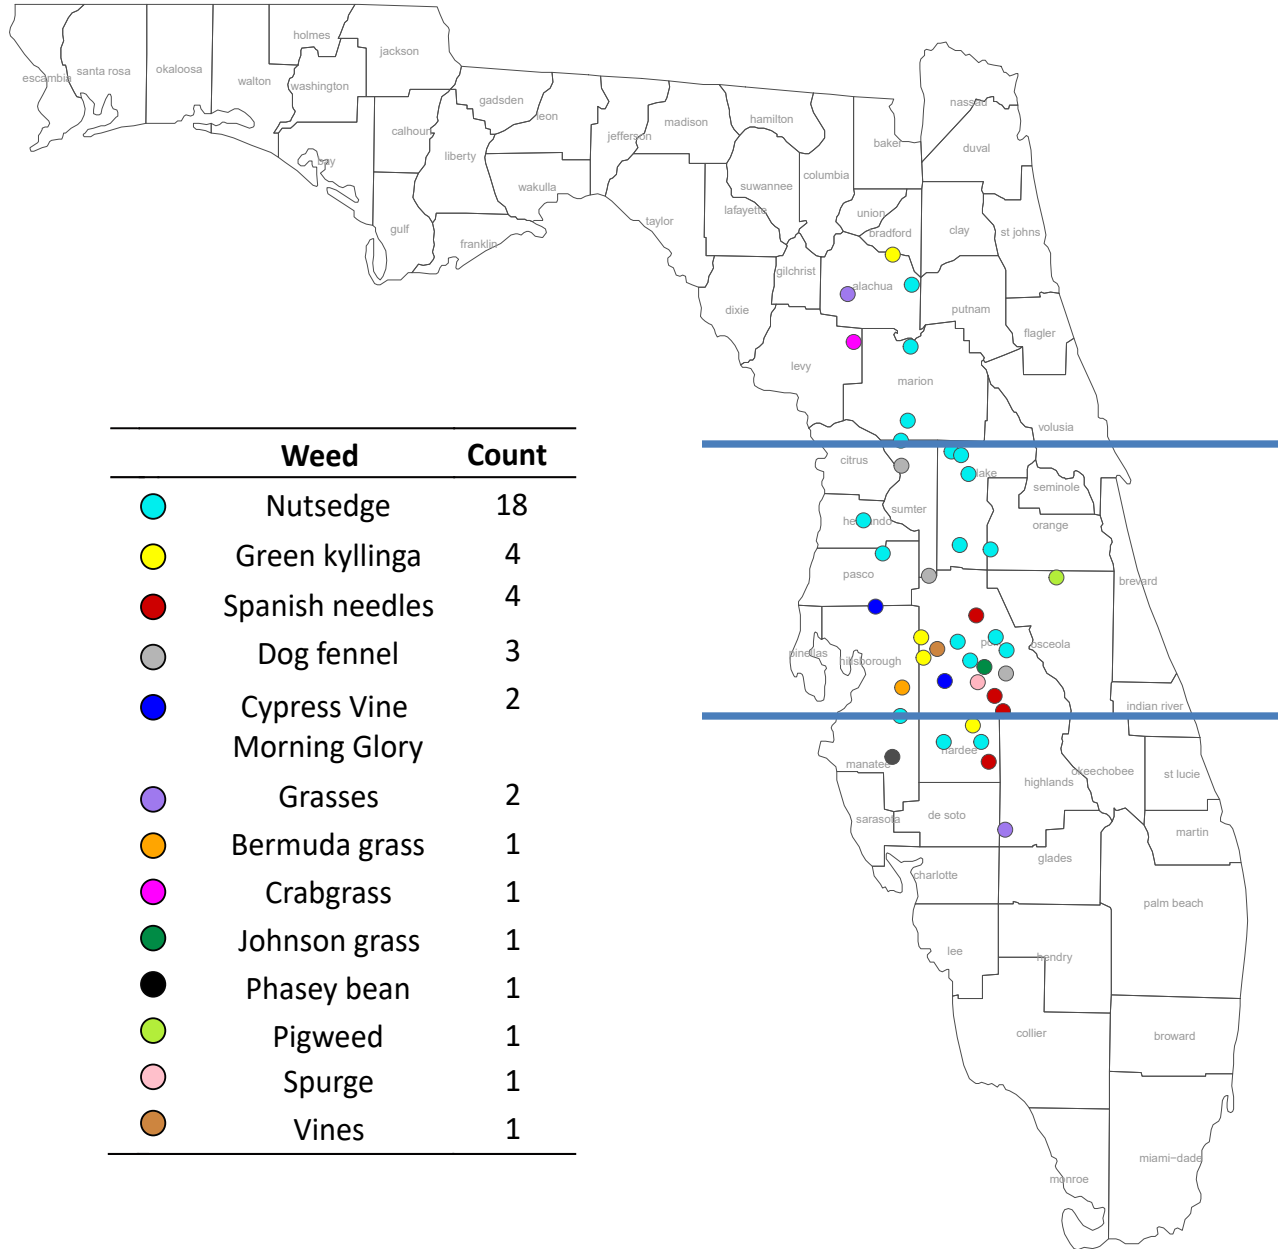 holmes
jackson
escambia
santa rosa
okaloosa
walton
washington
gadsden
leon
jefferson
madison
hamilton
baker
nassau
duval
calhoun
liberty
bay
wakulla
suwannee
columbia
lafayette
taylor
union
bradford
clay
st johns
gulf
franklin
gilchrist
alachua
dixie
putnam
flagler
levy
marion
volusia
citrus
lake
seminole
sumter
hernando
orange
pasco
brevard
pinellas
hillsborough
polk
osceola
indian river
manatee
hardee
highlands
okeechobee
st lucie
sarasota
de soto
martin
glades
charlotte
palm beach
lee
hendry
collier
broward
miami-dade
monroe
Weed Count
Nutsedge 18
Green kyllinga 4
Spanish needles 4
Dog fennel 3
Cypress Vine 2
Morning Glory
Grasses 2
Bermuda grass 1
Crabgrass 1
Johnson grass 1
Phasey bean 1
Pigweed 1
Spurge 1
Vines 1